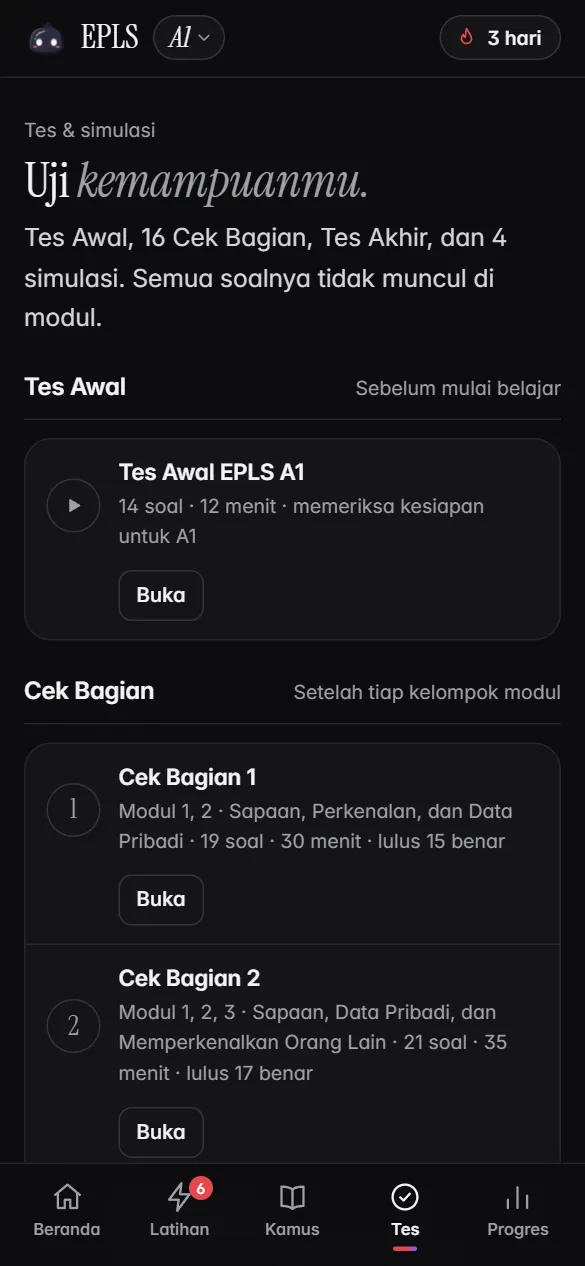 EPLS A1 3 hari
Tes & simulasi
Uji kemampuanmu.
Tes Awal, 16 Cek Bagian, Tes Akhir, dan 4
simulasi. Semua soalnya tidak muncul di
modul.
Tes Awal Sebelum mulai belajar
Tes Awal EPLS A1
14 soal · 12 menit · memeriksa kesiapan
untuk A1
Buka
Cek Bagian Setelah tiap kelompok modul
Cek Bagian 1
1
Modul 1, 2 · Sapaan, Perkenalan, dan Data
Pribadi · 19 soal · 30 menit · lulus 15 benar
Buka
Cek Bagian 2
2
Modul 1, 2, 3 · Sapaan, Data Pribadi, dan
Memperkenalkan Orang Lain · 21 soal · 35
menit · lulus 17 benar
Buka
6
Beranda Latihan Kamus Tes Progres